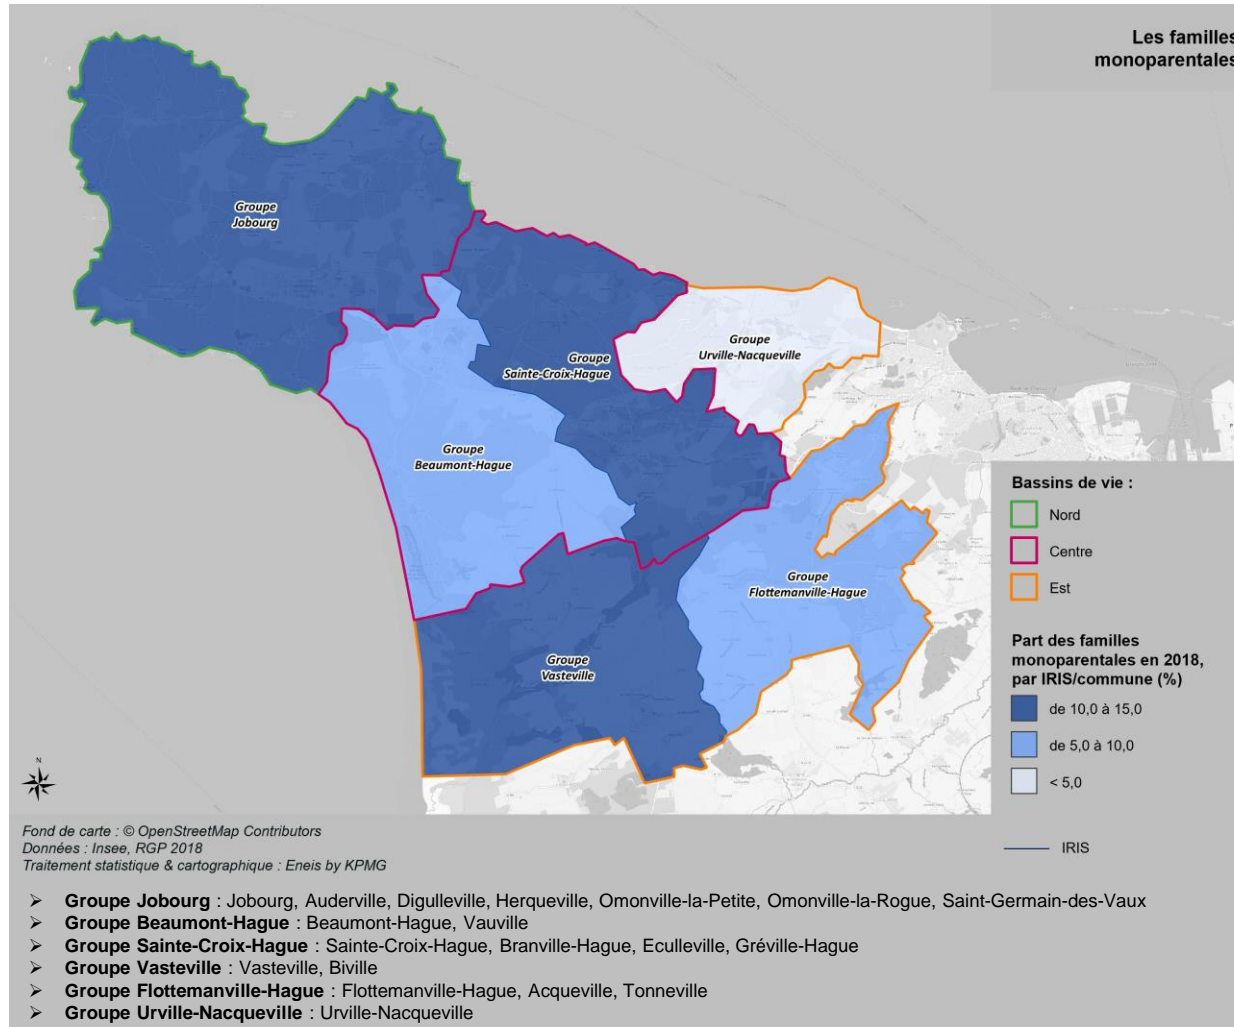 Les familles
monoparentales
Groupe
Jobourg
Groupe
Urville-Nacqueville
Groupe
Sainte-Croix-Hague
Groupe
Beaumont-Hague
Groupe
Flottemanville-Hague
Groupe
Vasteville
Bassins de vie :
Nord
Centre
Est
Part des familles
monoparentales en 2018,
par IRIS/commune (%)
de 10,0 à 15,0
de 5,0 à 10,0
< 5,0
IRIS
N
Fond de carte : © OpenStreetMap Contributors
Données : Insee, RGP 2018
Traitement statistique & cartographique : Eneis by KPMG
➢ Groupe Jobourg : Jobourg, Auderville, Digulleville, Herqueville, Omonville-la-Petite, Omonville-la-Rogue, Saint-Germain-des-Vaux
➢ Groupe Beaumont-Hague : Beaumont-Hague, Vauville
➢ Groupe Sainte-Croix-Hague : Sainte-Croix-Hague, Branville-Hague, Eculleville, Gréville-Hague
➢ Groupe Vasteville : Vasteville, Biville
➢ Groupe Flottemanville-Hague : Flottemanville-Hague, Acqueville, Tonneville
➢ Groupe Urville-Nacqueville : Urville-Nacqueville